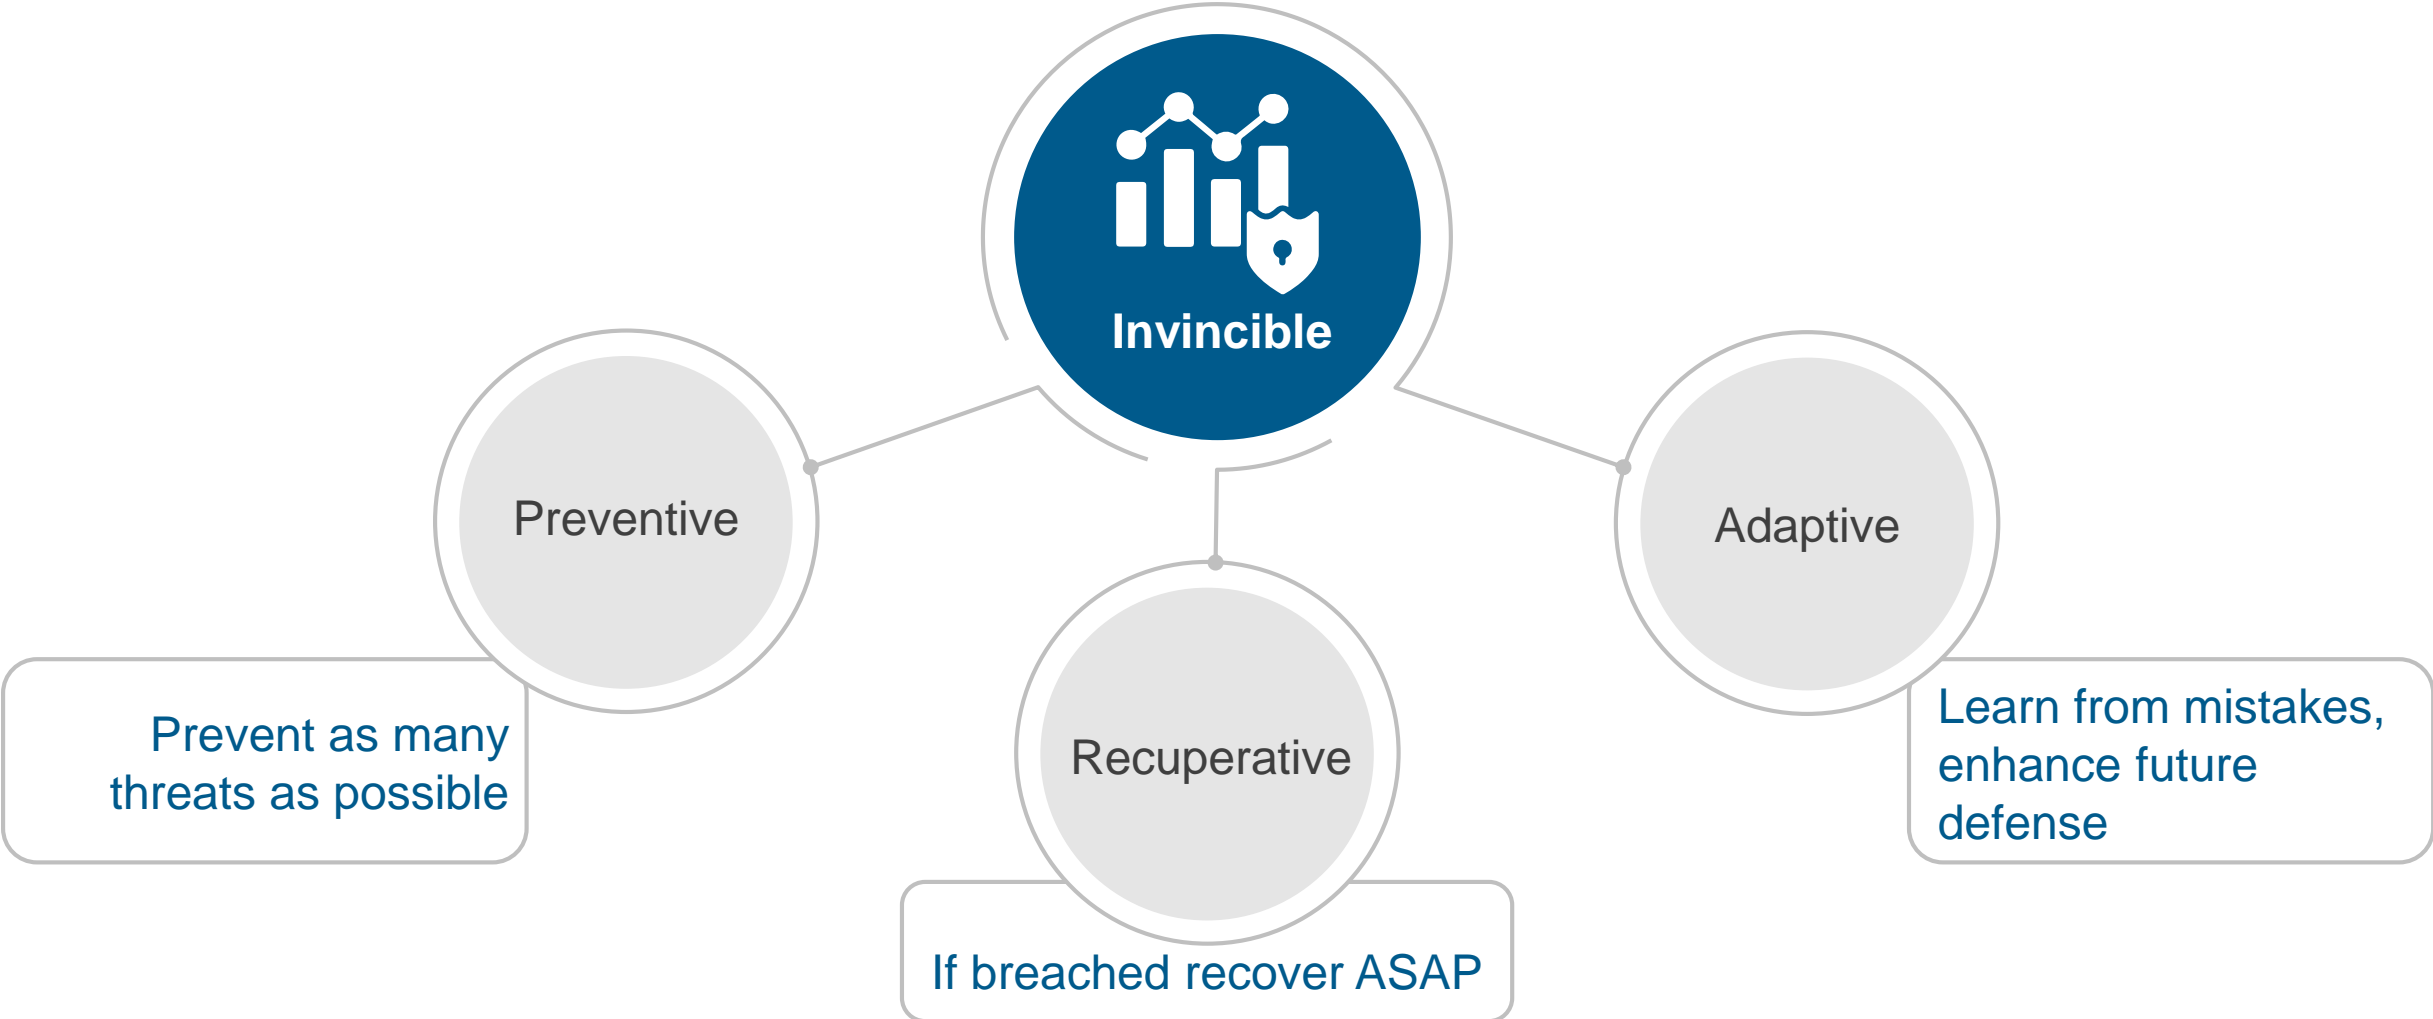 Invincible
Preventive
Prevent as many
threats as possible
Recuperative
If breached recover ASAP
Adaptive
Learn from mistakes,
enhance future
defense